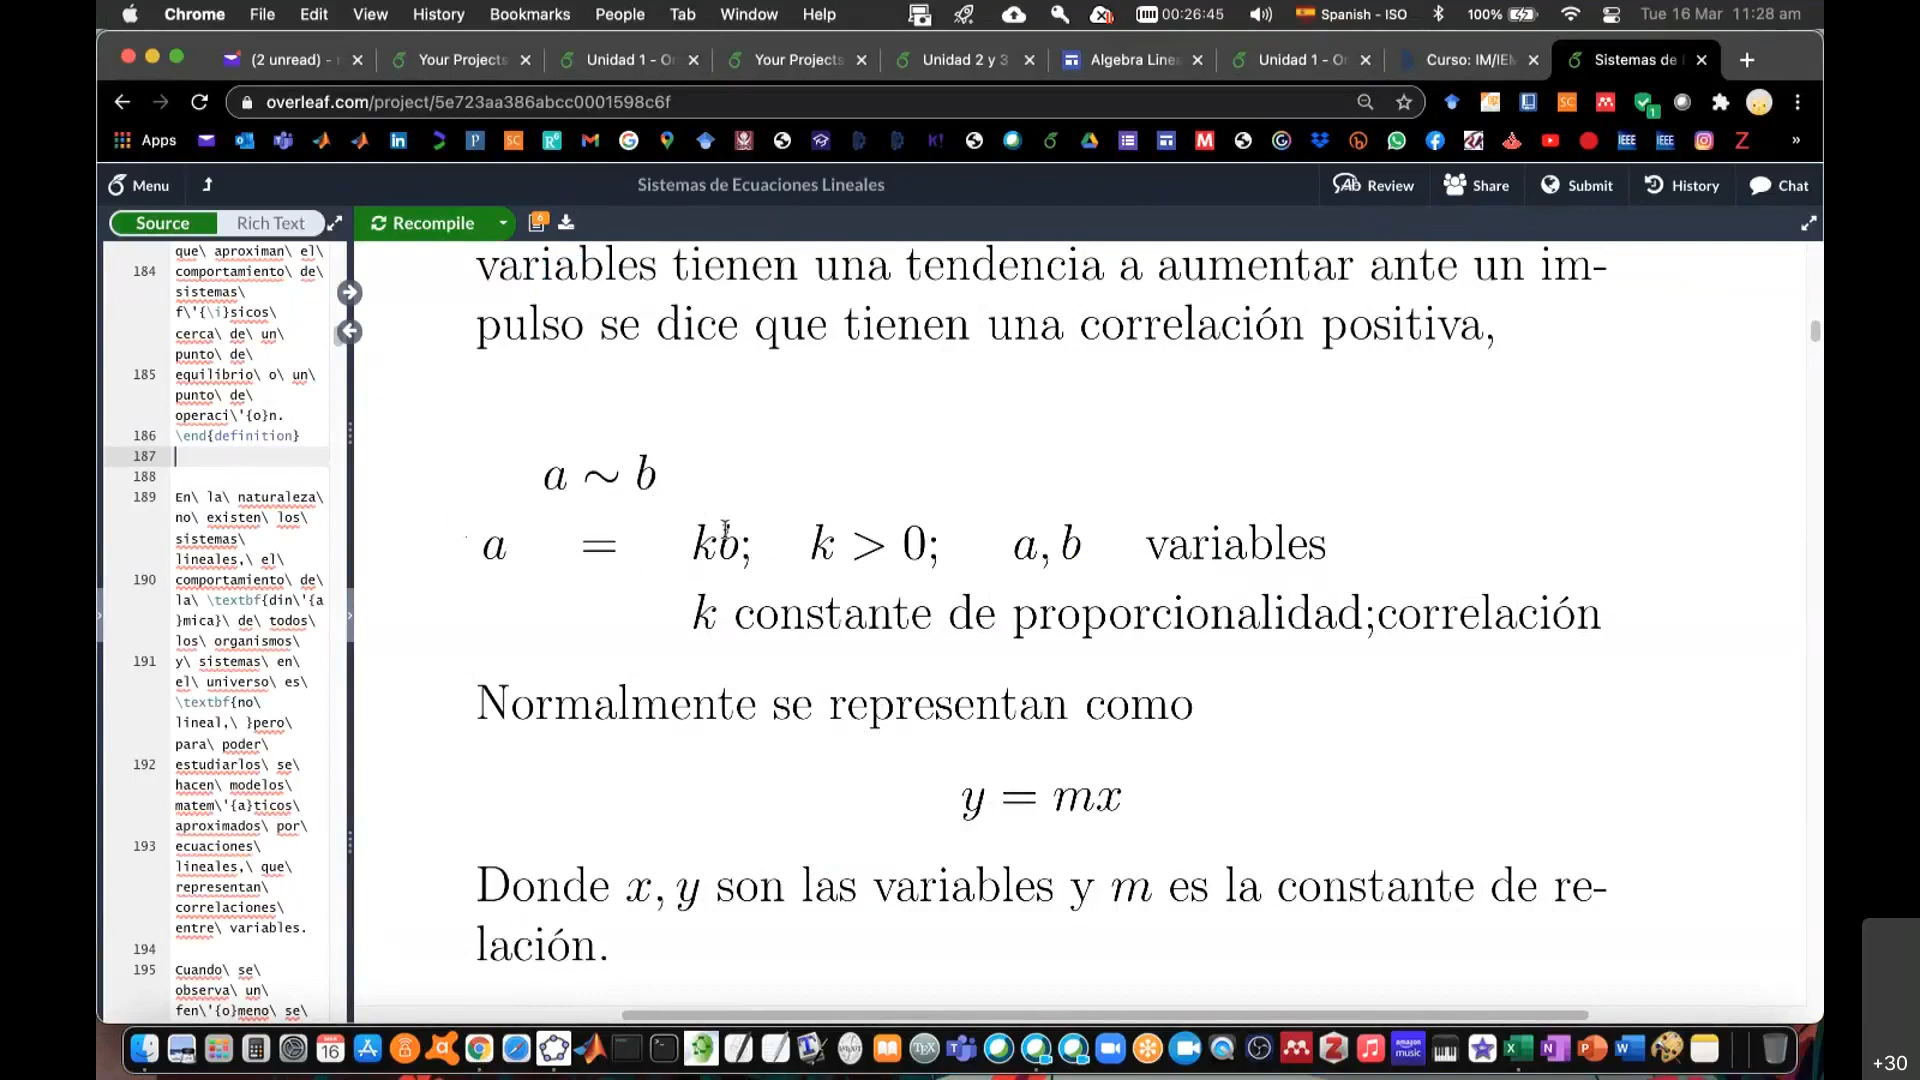 Chrome File Edit View History Bookmarks People Tab Window Help 00:26:45 Spanish - ISO 100% Tue 16 Mar 11:28 am
(2 unread) - Your Projects Unidad 1 - Or Your Projects Unidad 2 y 3 Algebra Line Unidad 1 - Or Curso: IM/IEM Sistemas de
overleaf.com/project/5e723aa386abcc0001598c6f
Apps
Menu Sistemas de Ecuaciones Lineales Review Share Submit History Chat
Source Rich Text Recompile
que\ aproximan\ el\
184 comportamiento\ de\
sistemas\
f\'{\i}sicos\
cerca\ de\ un\
punto\ de\
185 equilibrio\ o\ un\
punto\ de\
operaci\'{o}n.
186 \end{definition}
187
188
189 En\ la\ naturaleza\
no\ existen\ los\
sistemas\
lineales,\ el\
190 comportamiento\ de\
la\ \textbf{din\'{a
}mica}\ de\ todos\
los\ organismos\
191 y\ sistemas\ en\
el\ universo\ es\
\textbf{no\
lineal,\ }pero\
para\ poder\
192 estudiarlos\ se\
hacen\ modelos\
matem\'{a}ticos\
aproximados\ por\
193 ecuaciones\
lineales,\ que\
representan\
correlaciones\
entre\ variables.
194
195 Cuando\ se\
observa\ un\
fen\'{o}meno\ se\
variables tienen una tendencia a aumentar ante un im-
pulso se dice que tienen una correlación positiva,
a ∼ b
a = kb; k > 0; a, b variables
k constante de proporcionalidad;correlación
Normalmente se representan como
y = mx
Donde x, y son las variables y m es la constante de re-
lación.
+30